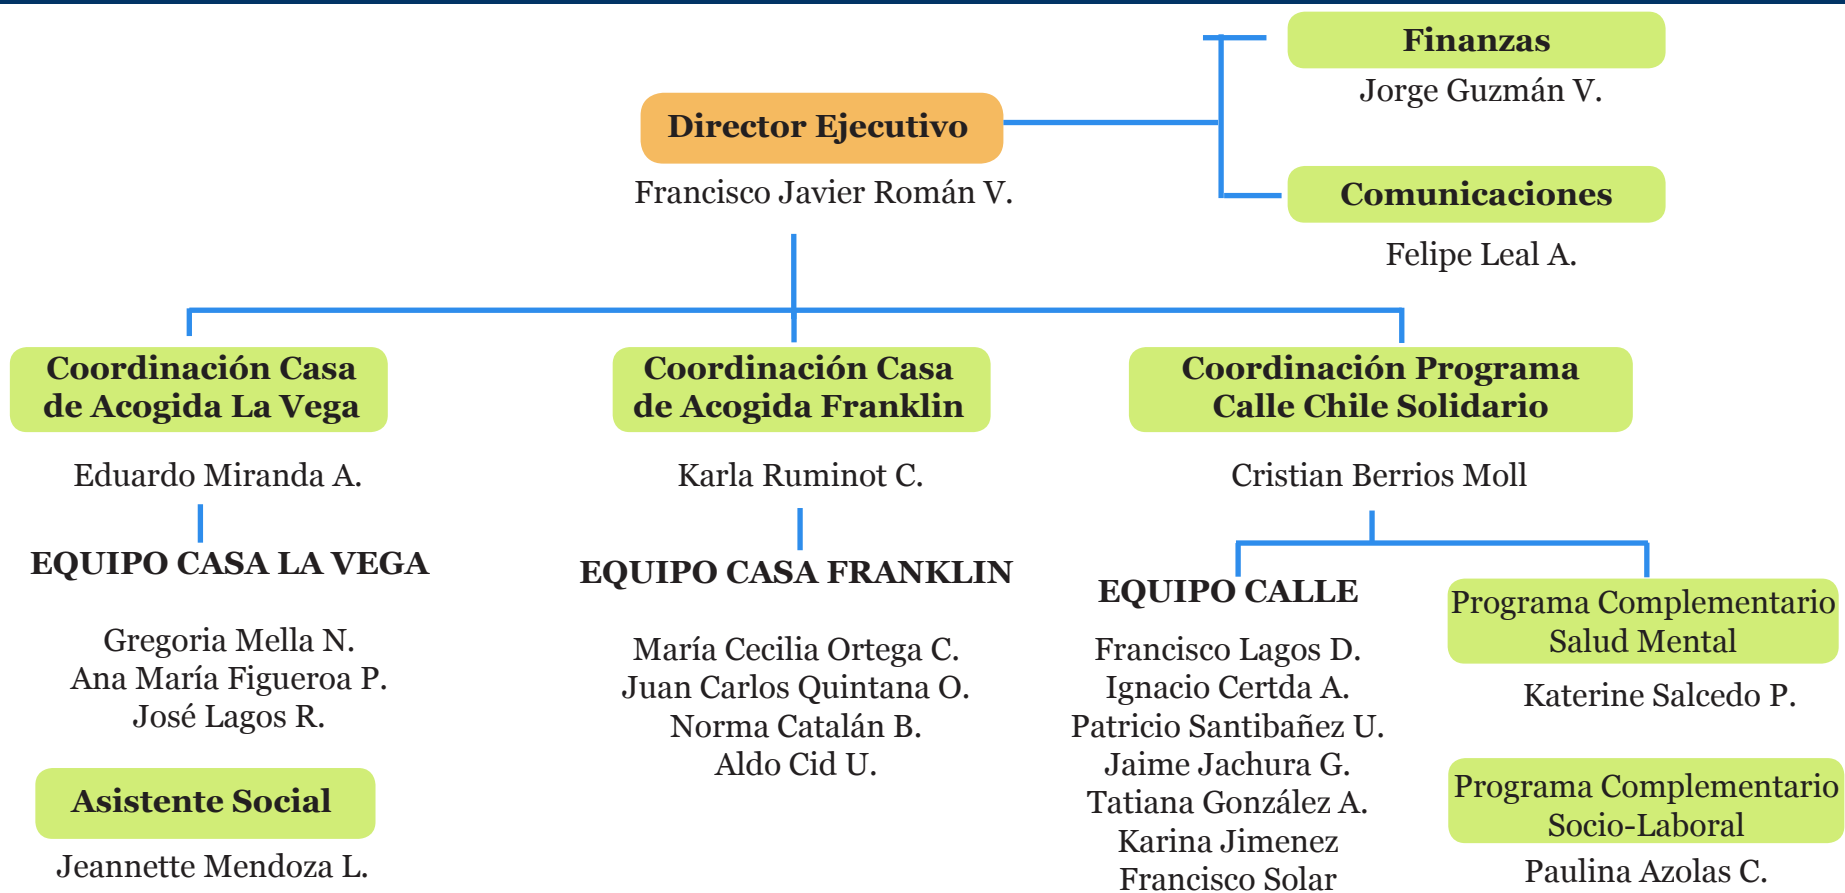 Finanzas
Jorge Guzmán V.
Director Ejecutivo
Francisco Javier Román V.
Comunicaciones
Felipe Leal A.
Coordinación Casa
de Acogida La Vega
Eduardo Miranda A.
EQUIPO CASA LA VEGA
Gregoria Mella N.
Ana María Figueroa P.
José Lagos R.
Asistente Social
Jeannette Mendoza L.
Coordinación Casa
de Acogida Franklin
Karla Ruminot C.
EQUIPO CASA FRANKLIN
María Cecilia Ortega C.
Juan Carlos Quintana O.
Norma Catalán B.
Aldo Cid U.
Coordinación Programa
Calle Chile Solidario
Cristian Berrios Moll
EQUIPO CALLE
Francisco Lagos D.
Ignacio Certda A.
Patricio Santibañez U.
Jaime Jachura G.
Tatiana González A.
Karina Jimenez
Francisco Solar
Programa Complementario
Salud Mental
Katerine Salcedo P.
Programa Complementario
Socio-Laboral
Paulina Azolas C.